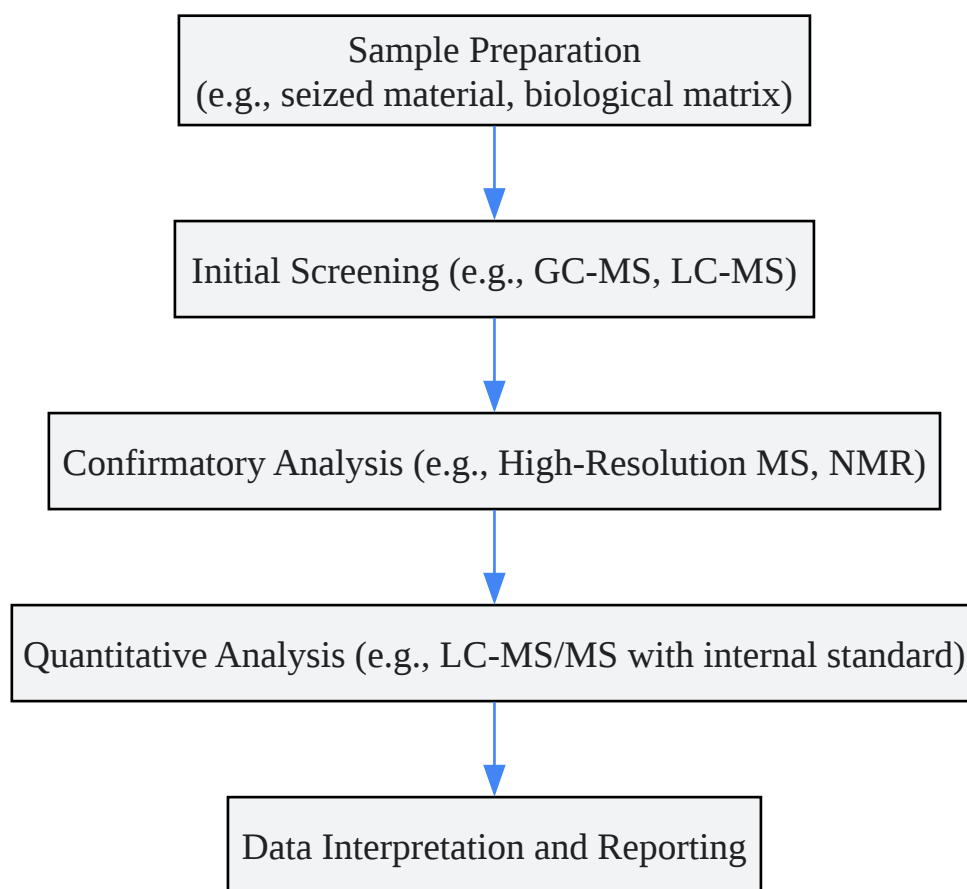 Sample Preparation
(e.g., seized material, biological matrix)
Initial Screening (e.g., GC-MS, LC-MS)
Confirmatory Analysis (e.g., High-Resolution MS, NMR)
Quantitative Analysis (e.g., LC-MS/MS with internal standard)
Data Interpretation and Reporting